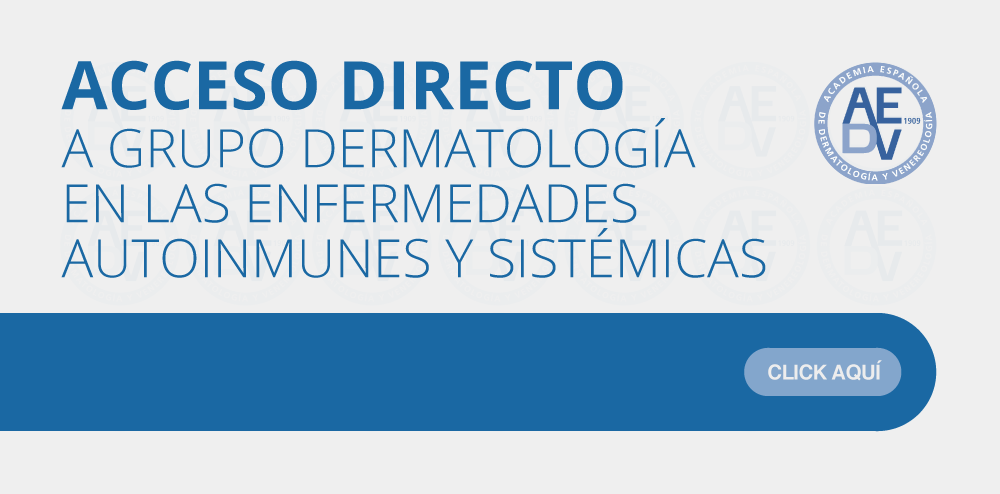 ACCESO DIRECTO
A GRUPO DERMATOLOGÍA
EN LAS ENFERMEDADES
AUTOINMUNES Y SISTÉMICAS
ACADEMIA ESPAÑOLA
DE DERMATOLOGÍA Y VENEREOLOGÍA
AE
1909
DV
CLICK AQUÍ